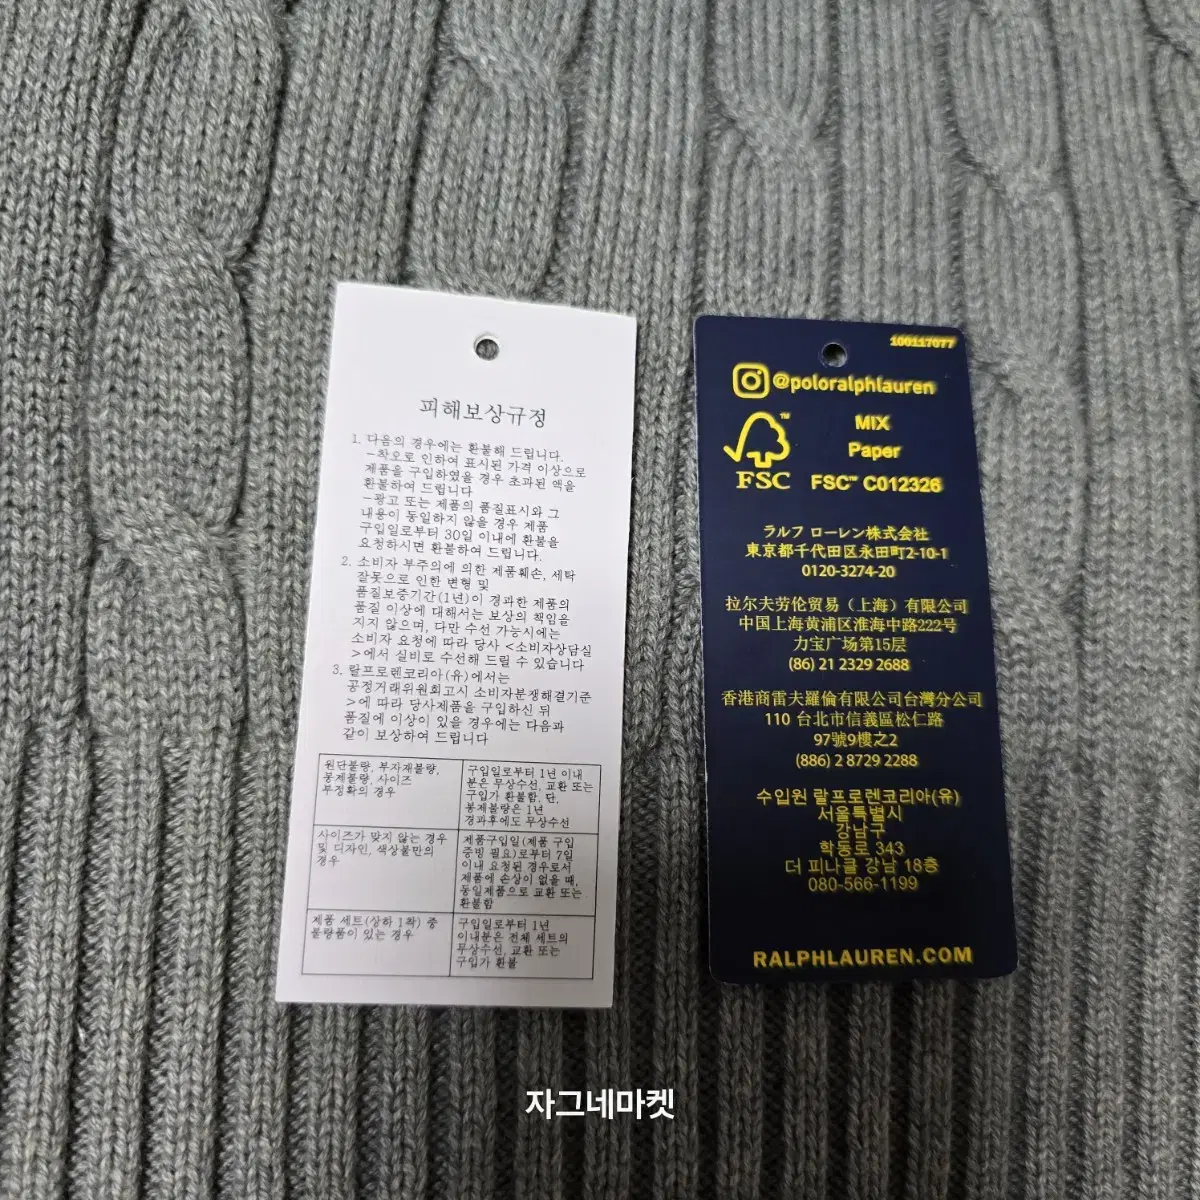 피해보상규정
1. 다음의 경우에는 환불해 드립니다.
-착오로 인하여 표시된 가격 이상으로
제품을 구입하였을 경우 초과된 액을
환불하여 드립니다
-광고 또는 제품의 품질표시와 그
내용이 동일하지 않을 경우 제품
구입일로부터 30일 이내에 환불을
요청하시면 환불하여 드립니다.
2. 소비자 부주의에 의한 제품훼손, 세탁
잘못으로 인한 변형 및
품질보증기간(1년)이 경과한 제품의
품질 이상에 대해서는 보상의 책임을
지지 않으며, 다만 수선 가능시에는
소비자 요청에 따라 당사 <소비자상담실
>에서 실비로 수선해 드릴 수 있습니다
3. 랄프로렌코리아(유)에서는
공정거래위원회고시 소비자분쟁해결기준
>에 따라 당사제품을 구입하신 뒤
품질에 이상이 있을 경우에는 다음과
같이 보상하여 드립니다
원단불량, 부자재불량,
봉제불량, 사이즈
부정확의 경우
구입일로부터 1년 이내
분은 무상수선, 교환 또는
구입가 환불함, 단,
봉제불량은 1년
경과후에도 무상수선
사이즈가 맞지 않는 경우
및 디자인, 색상불만의
경우
제품구입일(제품 구입
증빙 필요)로부터 7일
이내 요청된 경우로서
제품에 손상이 없을 때,
동일제품으로 교환 또는
환불함
제품 세트(상하 1착) 중
불량품이 있는 경우
구입일로부터 1년
이내분은 전체 세트의
무상수선, 교환 또는
구입가 환불
100117077
@poloralphlauren
MIX
Paper
FSC
FSC™ C012326
ラルフ ローレン株式会社
東京都千代田区永田町2-10-1
0120-3274-20
拉尔夫劳伦贸易（上海）有限公司
中国上海黄浦区淮海中路222号
力宝广场第15层
(86) 21 2329 2688
香港商雷夫羅倫有限公司台灣分公司
110 台北市信義區松仁路
97號9樓之2
(886) 2 8729 2288
수입원 랄프로렌코리아(유)
서울특별시
강남구
학동로 343
더 피나클 강남 18층
080-566-1199
RALPHLAUREN.COM
자그네마켓